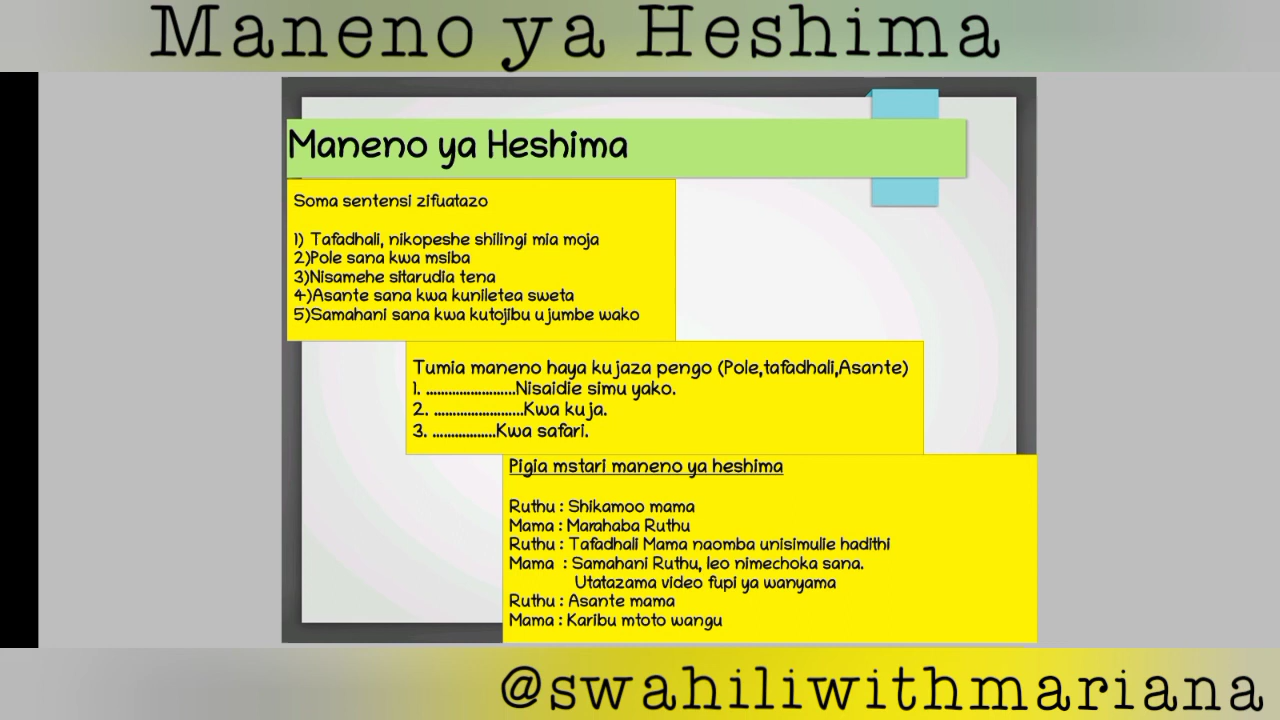 Maneno ya Heshima
Maneno ya Heshima
Soma sentensi zifuatazo
1) Tafadhali, nikopeshe shilingi mia moja
2)Pole sana kwa msiba
3)Nisamehe sitarudia tena
4)Asante sana kwa kuniletea sweta
5)Samahani sana kwa kutojibu ujumbe wako
Tumia maneno haya kujaza pengo (Pole,tafadhali,Asante)
1. ........................Nisaidie simu yako.
2. ........................Kwa kuja.
3. .................Kwa safari.
Pigia mstari maneno ya heshima
Ruthu : Shikamoo mama
Mama : Marahaba Ruthu
Ruthu : Tafadhali Mama naomba unisimulie hadithi
Mama : Samahani Ruthu, leo nimechoka sana.
Utatazama video fupi ya wanyama
Ruthu : Asante mama
Mama : Karibu mtoto wangu
@swahiliwithmariana